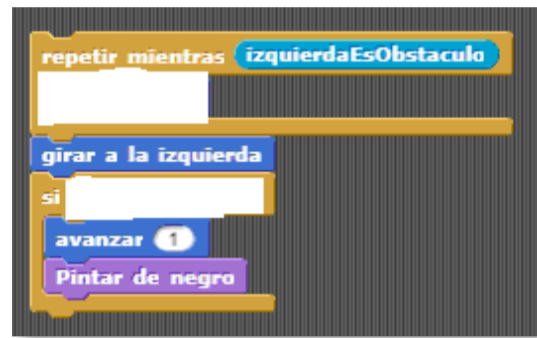 repetir mientras izquierdaEsObstaculo
girar a la izquierda
si
avanzar 1
Pintar de negro